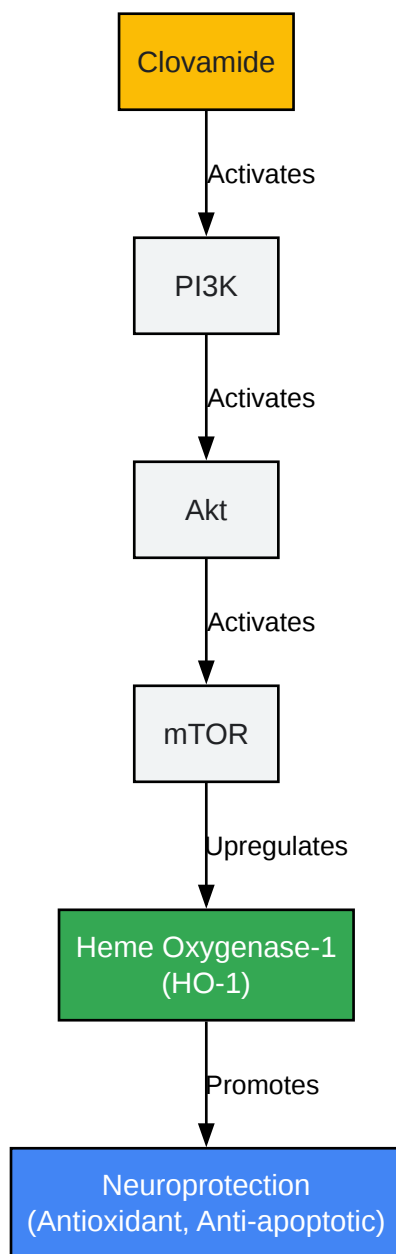 Clovamide
Activates
PI3K
Activates
Akt
Activates
mTOR
Upregulates
Heme Oxygenase-1
(HO-1)
Promotes
Neuroprotection
(Antioxidant, Anti-apoptotic)